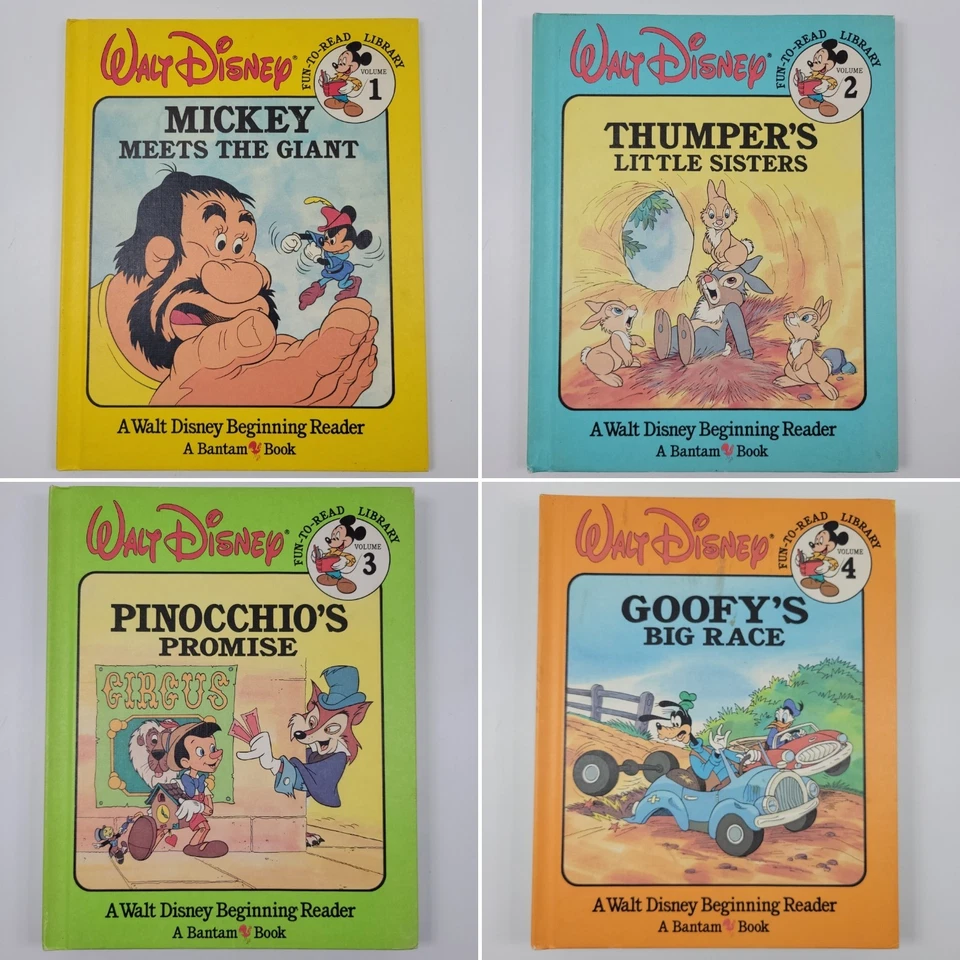 WALT DISNEY®
FUN-TO-READ LIBRARY
VOLUME
1
MICKEY
MEETS THE GIANT
A Walt Disney Beginning Reader
A Bantam Book
WALT DISNEY®
FUN-TO-READ LIBRARY
VOLUME
2
THUMPER'S
LITTLE SISTERS
A Walt Disney Beginning Reader
A Bantam Book
WALT DISNEY®
FUN-TO-READ LIBRARY
VOLUME
3
PINOCCHIO'S
PROMISE
CIRCUS
A Walt Disney Beginning Reader
A Bantam Book
WALT DISNEY®
FUN-TO-READ LIBRARY
VOLUME
4
GOOFY'S
BIG RACE
A Walt Disney Beginning Reader
A Bantam Book